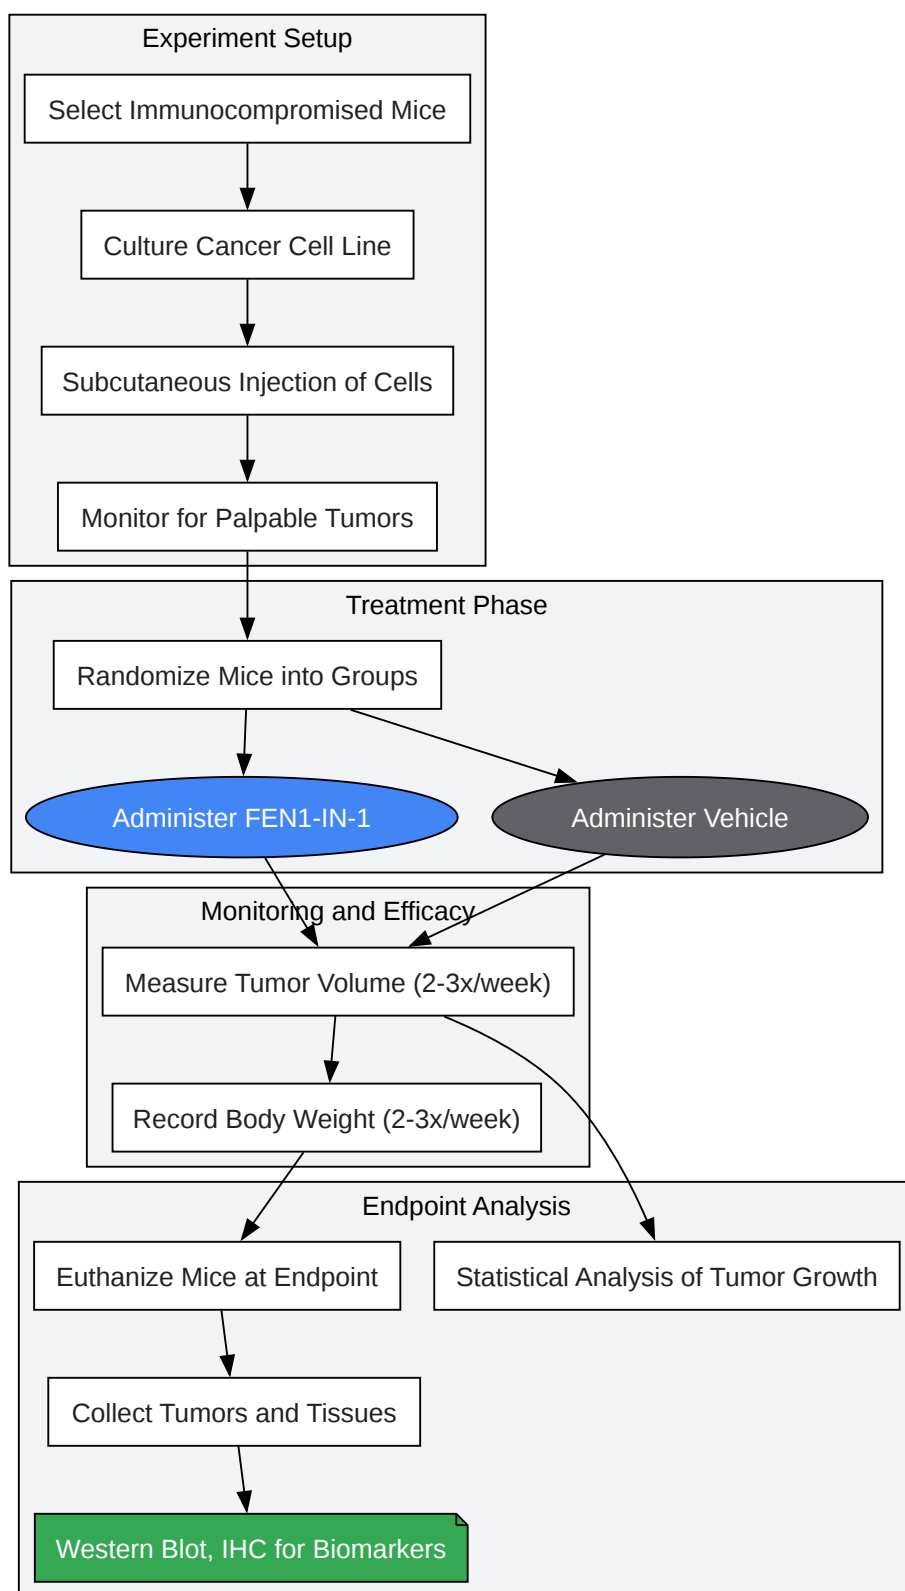 Experiment Setup
Select Immunocompromised Mice
Culture Cancer Cell Line
Subcutaneous Injection of Cells
Monitor for Palpable Tumors
Treatment Phase
Randomize Mice into Groups
Administer FEN1-IN-1
Administer Vehicle
Monitoring and Efficacy
Measure Tumor Volume (2-3x/week)
Record Body Weight (2-3x/week)
Endpoint Analysis
Euthanize Mice at Endpoint
Statistical Analysis of Tumor Growth
Collect Tumors and Tissues
Western Blot, IHC for Biomarkers